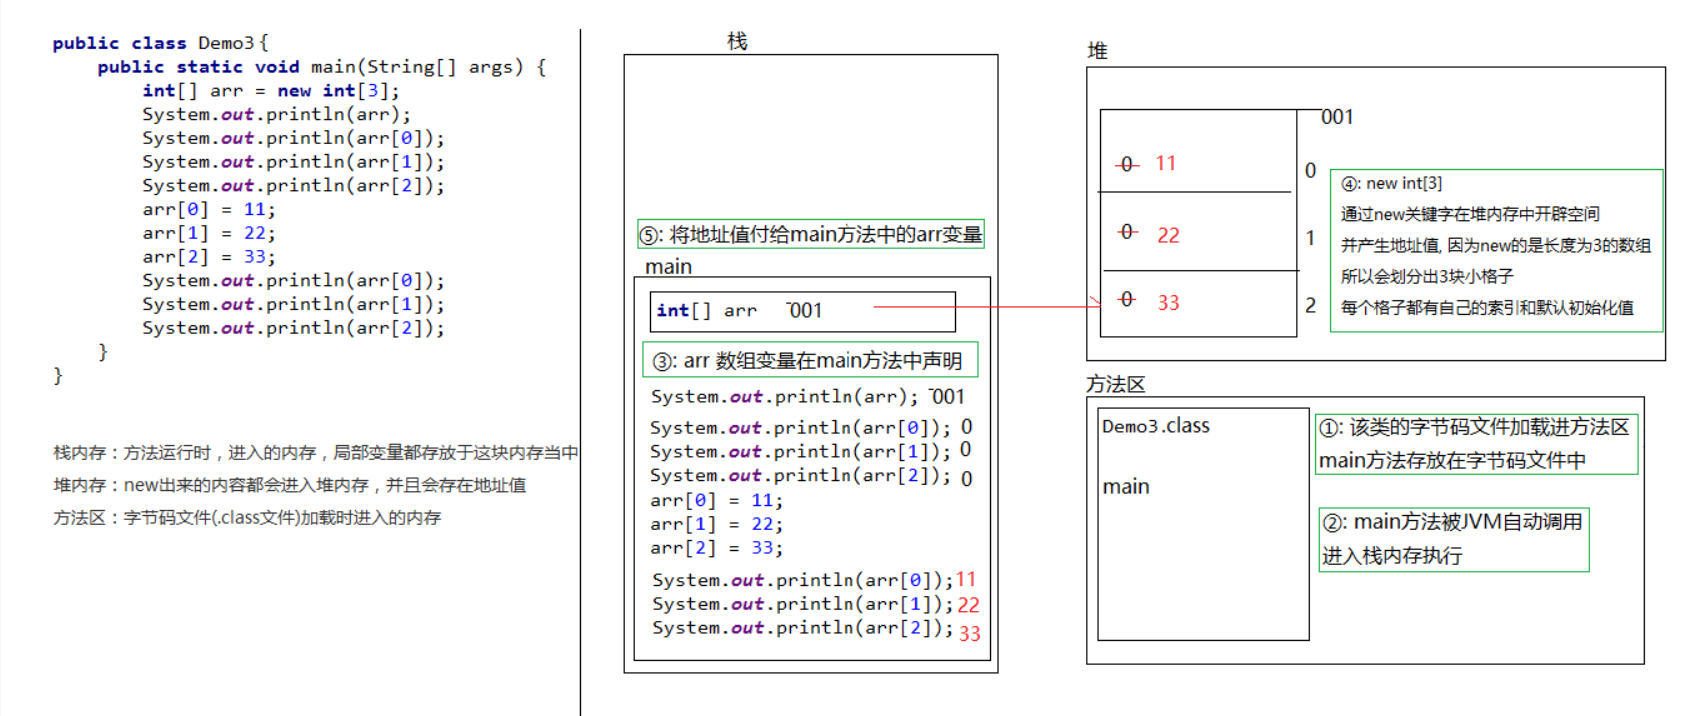 public class Demo3{
public static void main(String[] args) {
int[] arr = new int[3];
System.out.println(arr);
System.out.println(arr[0]);
System.out.println(arr[1]);
System.out.println(arr[2]);
arr[0] = 11;
arr[1] = 22;
arr[2] = 33;
System.out.println(arr[0]);
System.out.println(arr[1]);
System.out.println(arr[2]);
}
}
栈内存：方法运行时，进入的内存，局部变量都存放于这块内存当中
堆内存：new出来的内容都会进入堆内存，并且会存在地址值
方法区：字节码文件(.class文件)加载时进入的内存
栈
⑤: 将地址值付给main方法中的arr变量
main
int[] arr 001
③: arr 数组变量在main方法中声明
System.out.println(arr); 001
System.out.println(arr[0]); 0
System.out.println(arr[1]); 0
System.out.println(arr[2]); 0
arr[0] = 11;
arr[1] = 22;
arr[2] = 33;
System.out.println(arr[0]);11
System.out.println(arr[1]);22
System.out.println(arr[2]);33
堆
001
0 11 0
0 22 1
0 33 2
④: new int[3]
通过new关键字在堆内存中开辟空间
并产生地址值, 因为new的是长度为3的数组
所以会划分出3块小格子
每个格子都有自己的索引和默认初始化值
方法区
Demo3.class
main
①: 该类的字节码文件加载进方法区
main方法存放在字节码文件中
②: main方法被JVM自动调用
进入栈内存执行